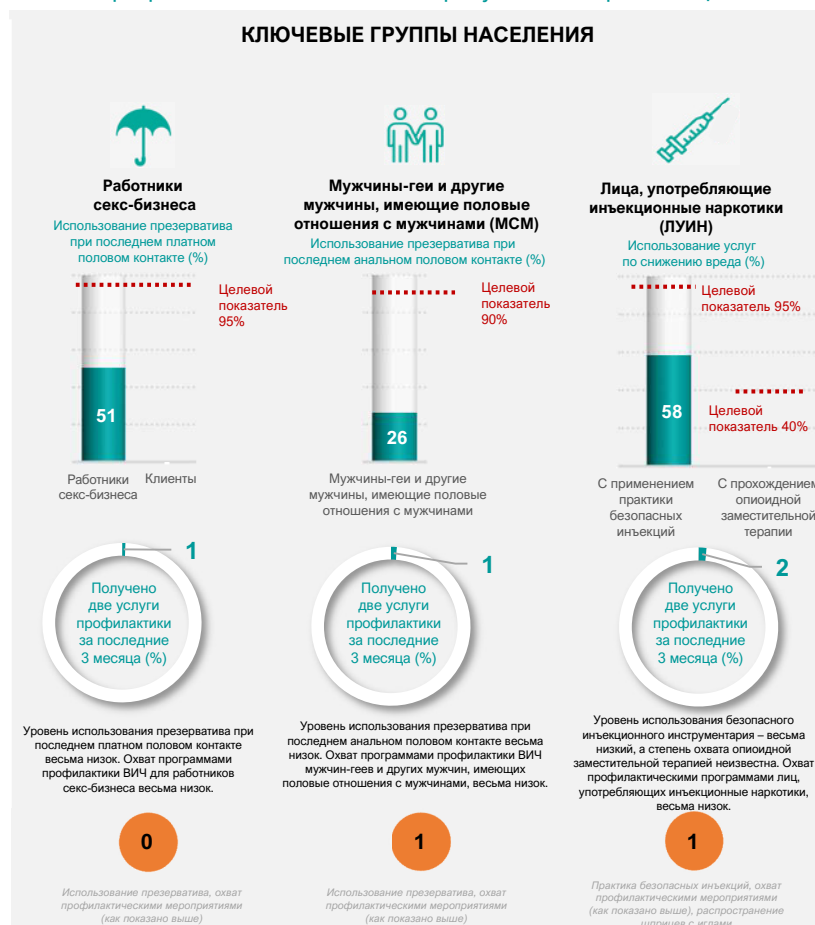 КЛЮЧЕВЫЕ ГРУППЫ НАСЕЛЕНИЯ
Работники
секс-бизнеса
Использование презерватива
при последнем платном
половом контакте (%)
Целевой
показатель
95%
51
Работники
секс-бизнеса
Клиенты
1
Получено
две услуги
профилактики
за последние
3 месяца (%)
Уровень использования презерватива при
последнем платном половом контакте
весьма низок. Охват программами
профилактики ВИЧ для работников
секс-бизнеса весьма низок.
0
Использование презерватива, охват
профилактическими мероприятиями
(как показано выше)
Мужчины-геи и другие
мужчины, имеющие половые
отношения с мужчинами (МСМ)
Использование презерватива при
последнем анальном половом контакте (%)
Целевой
показатель
90%
26
Мужчины-геи и другие
мужчины, имеющие половые
отношения с мужчинами
1
Получено
две услуги
профилактики
за последние
3 месяца (%)
Уровень использования презерватива при
последнем анальном половом контакте весьма
низок. Охват программами профилактики ВИЧ
мужчин-геев и других мужчин, имеющих
половые отношения с мужчинами, весьма низок.
1
Использование презерватива, охват
профилактическими мероприятиями
(как показано выше)
Лица, употребляющие
инъекционные наркотики
(ЛУИН)
Использование услуг
по снижению вреда (%)
Целевой
показатель 95%
58
Целевой
показатель 40%
С применением
практики
безопасных
инъекций
С прохождением
опиоидной
заместительной
терапии
2
Получено
две услуги
профилактики
за последние
3 месяца (%)
Уровень использования безопасного
инъекционного инструментария – весьма
низкий, а степень охвата опиоидной
заместительной терапией неизвестна. Охват
профилактическими программами лиц,
употребляющих инъекционные наркотики,
весьма низок.
1
Практика безопасных инъекций, охват
профилактическими мероприятиями
(как показано выше), распространение
шприцев с иглами